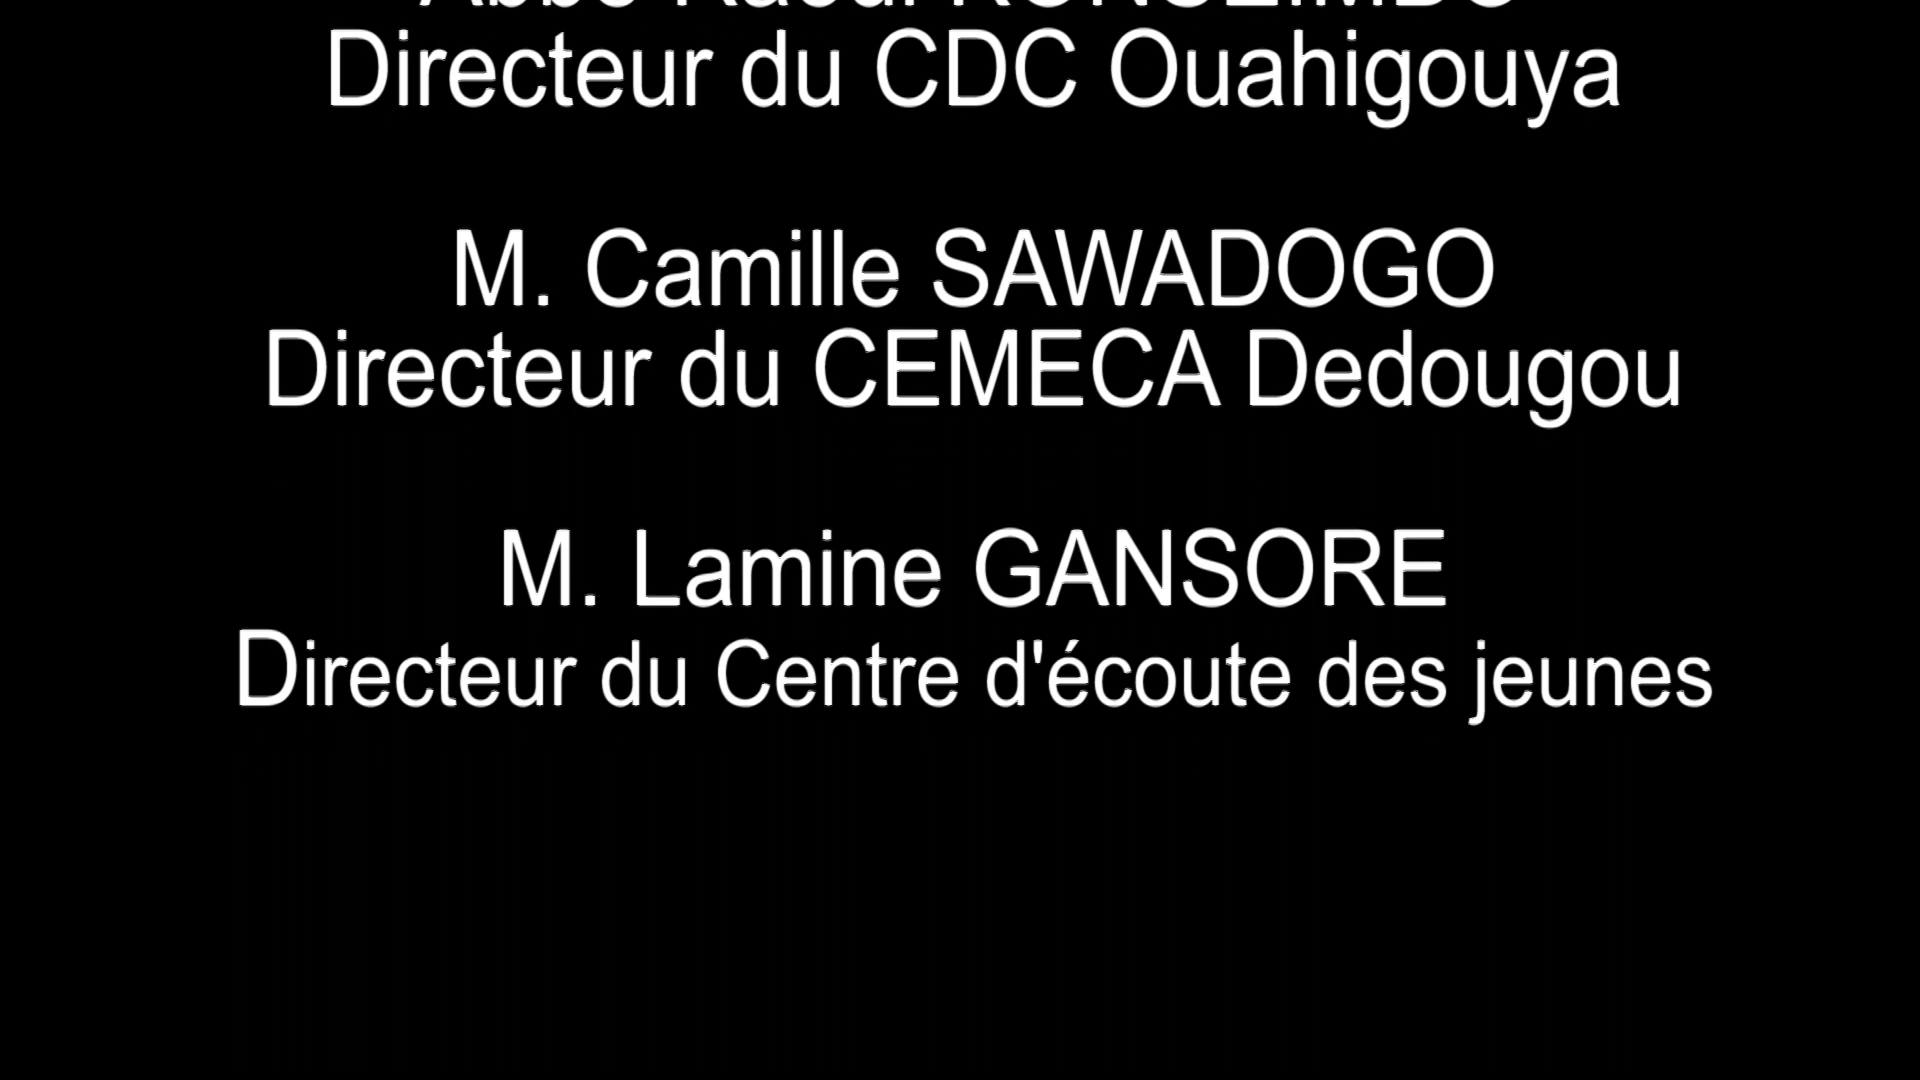 Directeur du CDC Ouahigouya
M. Camille SAWADOGO
Directeur du CEMECA Dedougou
M. Lamine GANSORE
Directeur du Centre d'écoute des jeunes